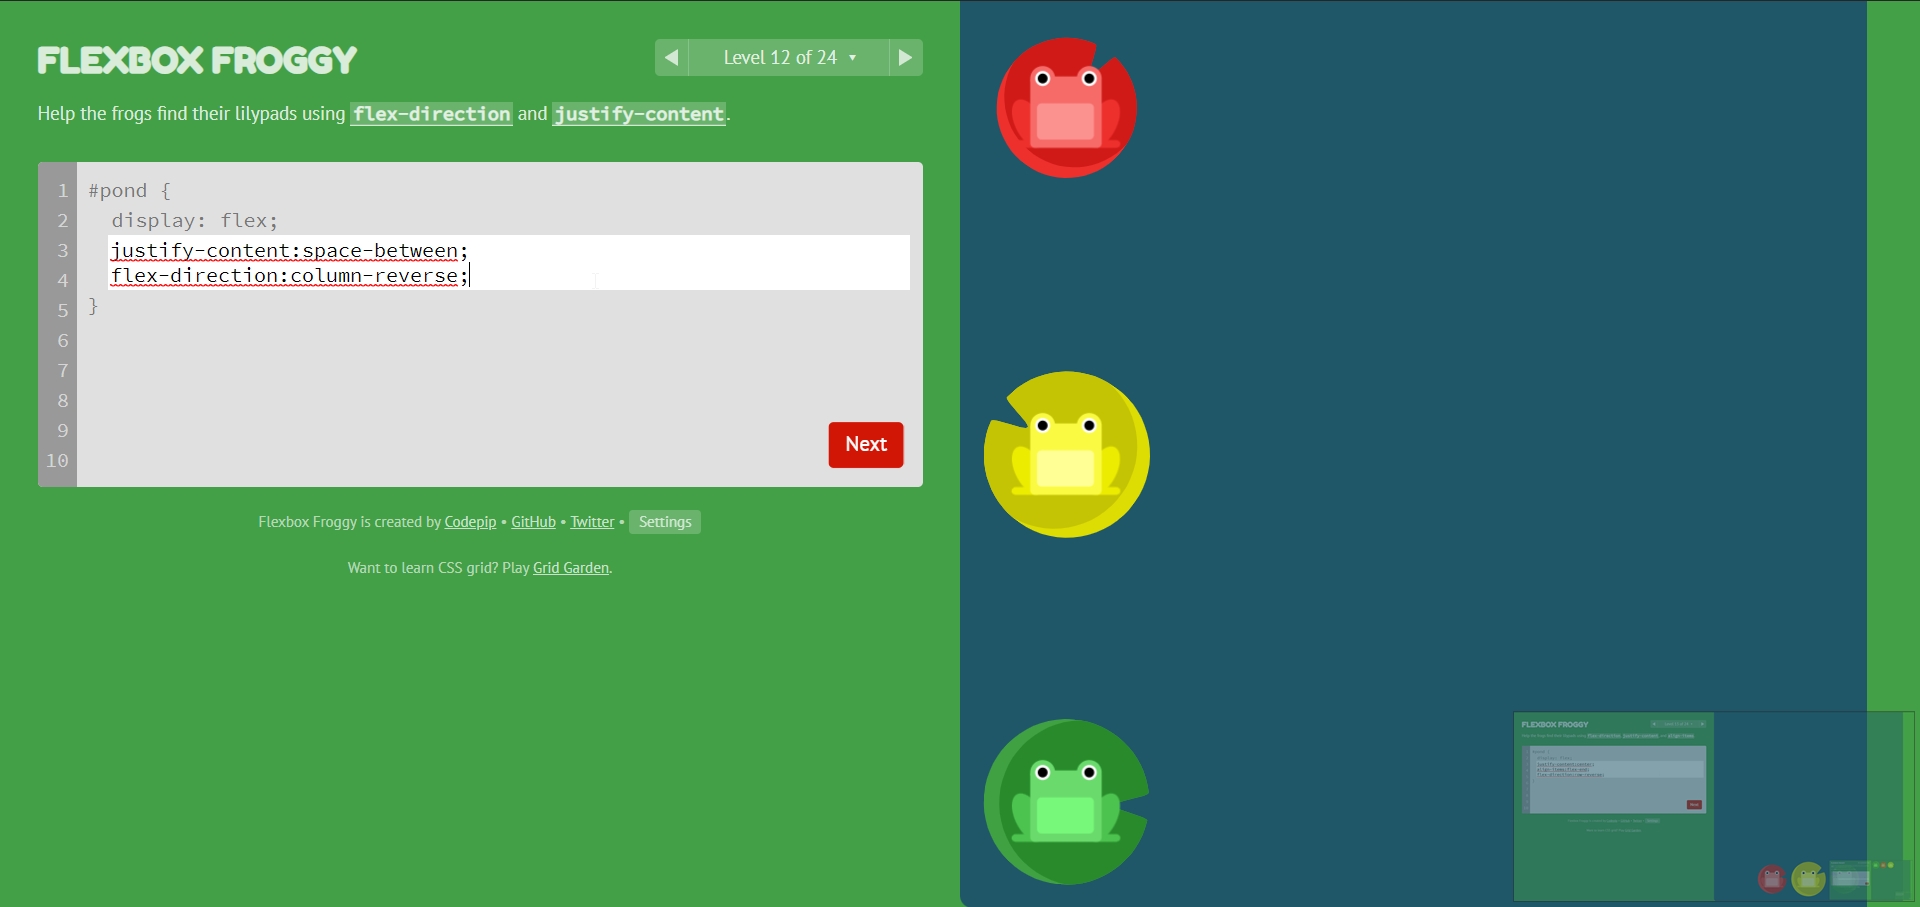 FLEXBOX FROGGY
Level 12 of 24
Help the frogs find their lilypads using flex-direction and justify-content.
1 #pond {
2 display: flex;
3 justify-content:space-between;
4 flex-direction:column-reverse;
5 }
6
7
8
9
10
Next
Flexbox Froggy is created by Codepip • GitHub • Twitter • Settings
Want to learn CSS grid? Play Grid Garden.
FLEXBOX FROGGY